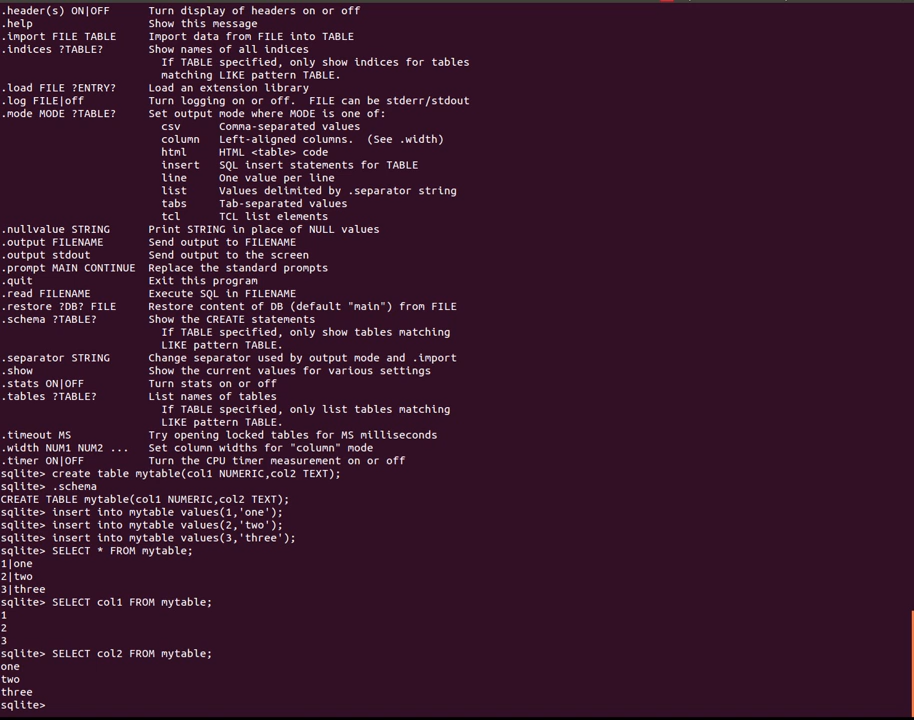 .header(s) ON|OFF      Turn display of headers on or off
.help                  Show this message
.import FILE TABLE     Import data from FILE into TABLE
.indices ?TABLE?       Show names of all indices
                         If TABLE specified, only show indices for tables
                         matching LIKE pattern TABLE.
.load FILE ?ENTRY?     Load an extension library
.log FILE|off          Turn logging on or off.  FILE can be stderr/stdout
.mode MODE ?TABLE?     Set output mode where MODE is one of:
                         csv      Comma-separated values
                         column   Left-aligned columns.  (See .width)
                         html     HTML <table> code
                         insert   SQL insert statements for TABLE
                         line     One value per line
                         list     Values delimited by .separator string
                         tabs     Tab-separated values
                         tcl      TCL list elements
.nullvalue STRING      Print STRING in place of NULL values
.output FILENAME       Send output to FILENAME
.output stdout         Send output to the screen
.prompt MAIN CONTINUE  Replace the standard prompts
.quit                  Exit this program
.read FILENAME         Execute SQL in FILENAME
.restore ?DB? FILE     Restore content of DB (default "main") from FILE
.schema ?TABLE?        Show the CREATE statements
                         If TABLE specified, only show tables matching
                         LIKE pattern TABLE.
.separator STRING      Change separator used by output mode and .import
.show                  Show the current values for various settings
.stats ON|OFF          Turn stats on or off
.tables ?TABLE?        List names of tables
                         If TABLE specified, only list tables matching
                         LIKE pattern TABLE.
.timeout MS            Try opening locked tables for MS milliseconds
.width NUM1 NUM2 ...   Set column widths for "column" mode
.timer ON|OFF          Turn the CPU timer measurement on or off
sqlite> create table mytable(col1 NUMERIC,col2 TEXT);
sqlite> .schema
CREATE TABLE mytable(col1 NUMERIC,col2 TEXT);
sqlite> insert into mytable values(1,'one');
sqlite> insert into mytable values(2,'two');
sqlite> insert into mytable values(3,'three');
sqlite> SELECT * FROM mytable;
1|one
2|two
3|three
sqlite> SELECT col1 FROM mytable;
1
2
3
sqlite> SELECT col2 FROM mytable;
one
two
three
sqlite>